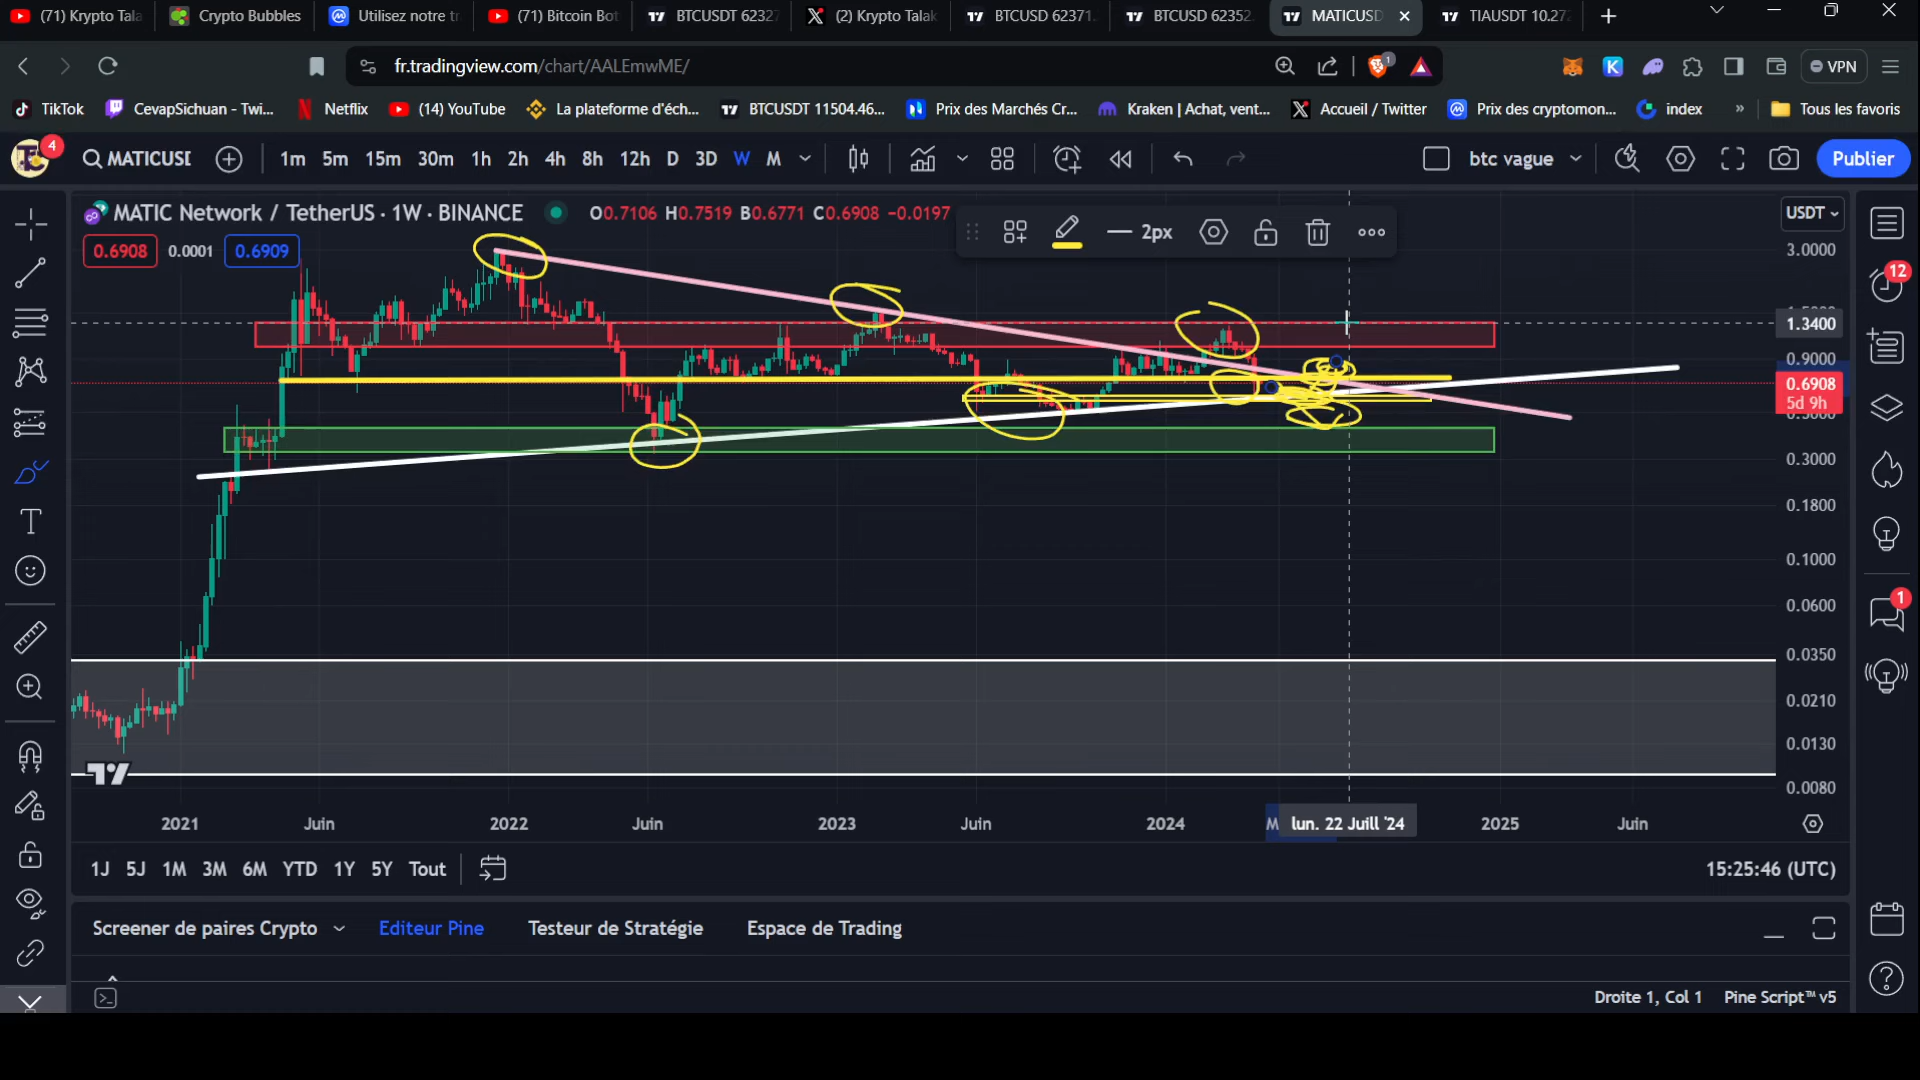 (71) Krypto Tala
Crypto Bubbles
Utilisez notre tr
(71) Bitcoin Bot
BTCUSDT 62327
(2) Krypto Talak
BTCUSD 62371.
BTCUSD 62352
MATICUSD
TIAUSDT 10.272
fr.tradingview.com/chart/AALEmwME/
1
VPN
TikTok
CevapSichuan - Twi...
Netflix
(14) YouTube
La plateforme d'éch...
BTCUSDT 11504.46...
Prix des Marchés Cr...
Kraken | Achat, vent...
Accueil / Twitter
Prix des cryptomon...
index
»
Tous les favoris
4
MATICUSI
1m 5m 15m 30m 1h 2h 4h 8h 12h D 3D W M
btc vague
Publier
MATIC Network / TetherUS · 1W · BINANCE
O0.7106 H0.7519 B0.6771 C0.6908 −0.0197
2px
USDT
0.6908
0.0001
0.6909
3.0000
12
1.3400
0.9000
0.6908
5d 9h
0.3000
0.1800
0.1000
0.0600
1
0.0350
0.0210
0.0130
0.0080
2021
Juin
2022
Juin
2023
Juin
2024
M
lun. 22 Juill '24
2025
Juin
1J 5J 1M 3M 6M YTD 1Y 5Y Tout
15:25:46 (UTC)
Screener de paires Crypto
Editeur Pine
Testeur de Stratégie
Espace de Trading
Droite 1, Col 1
Pine Script™ v5